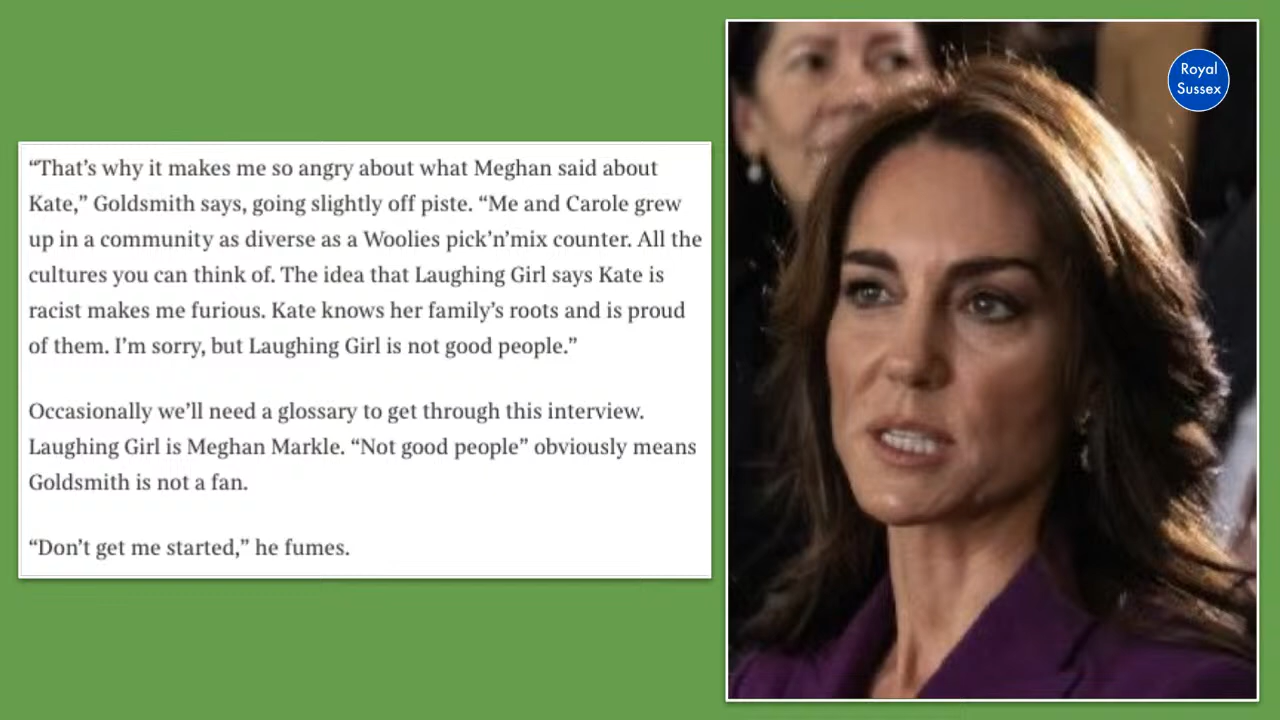 “That’s why it makes me so angry about what Meghan said about
Kate,” Goldsmith says, going slightly off piste. “Me and Carole grew
up in a community as diverse as a Woolies pick’n’mix counter. All the
cultures you can think of. The idea that Laughing Girl says Kate is
racist makes me furious. Kate knows her family’s roots and is proud
of them. I’m sorry, but Laughing Girl is not good people.”
Occasionally we’ll need a glossary to get through this interview.
Laughing Girl is Meghan Markle. “Not good people” obviously means
Goldsmith is not a fan.
“Don’t get me started,” he fumes.
Royal
Sussex